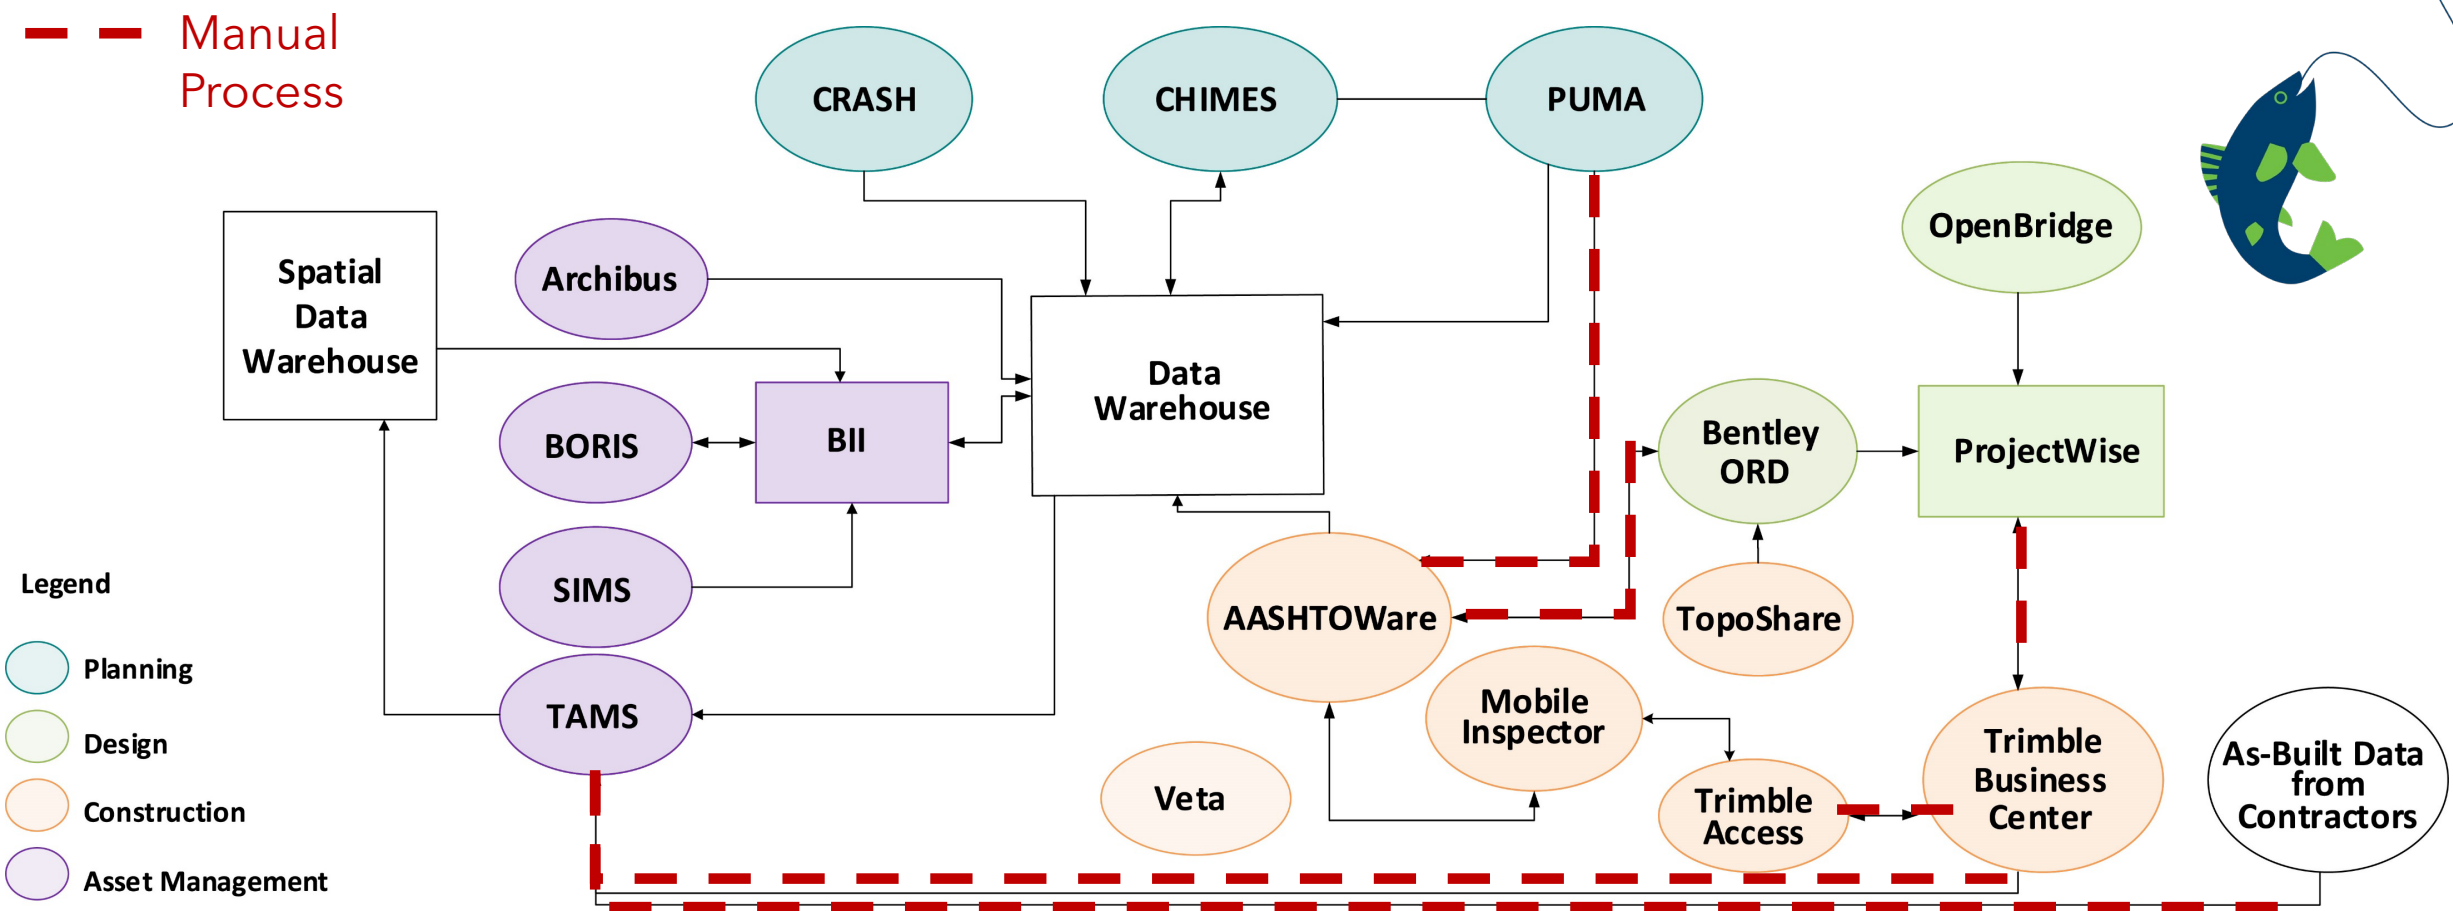 Manual
Process
CRASH
CHIMES
PUMA
OpenBridge
Spatial
Data
Warehouse
Archibus
Data
Warehouse
BORIS
BII
Bentley
ORD
ProjectWise
SIMS
AASHTOWare
TopoShare
TAMS
Mobile
Inspector
Veta
Trimble
Access
Trimble
Business
Center
As-Built Data
from
Contractors
Legend
Planning
Design
Construction
Asset Management